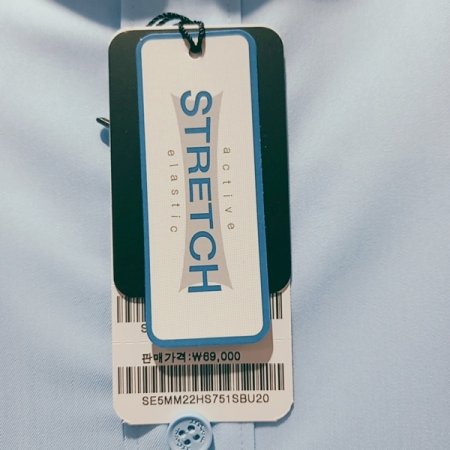 STRETCH
active
elastic
판매가격:₩69,000
SE5MM22HS751SBU20